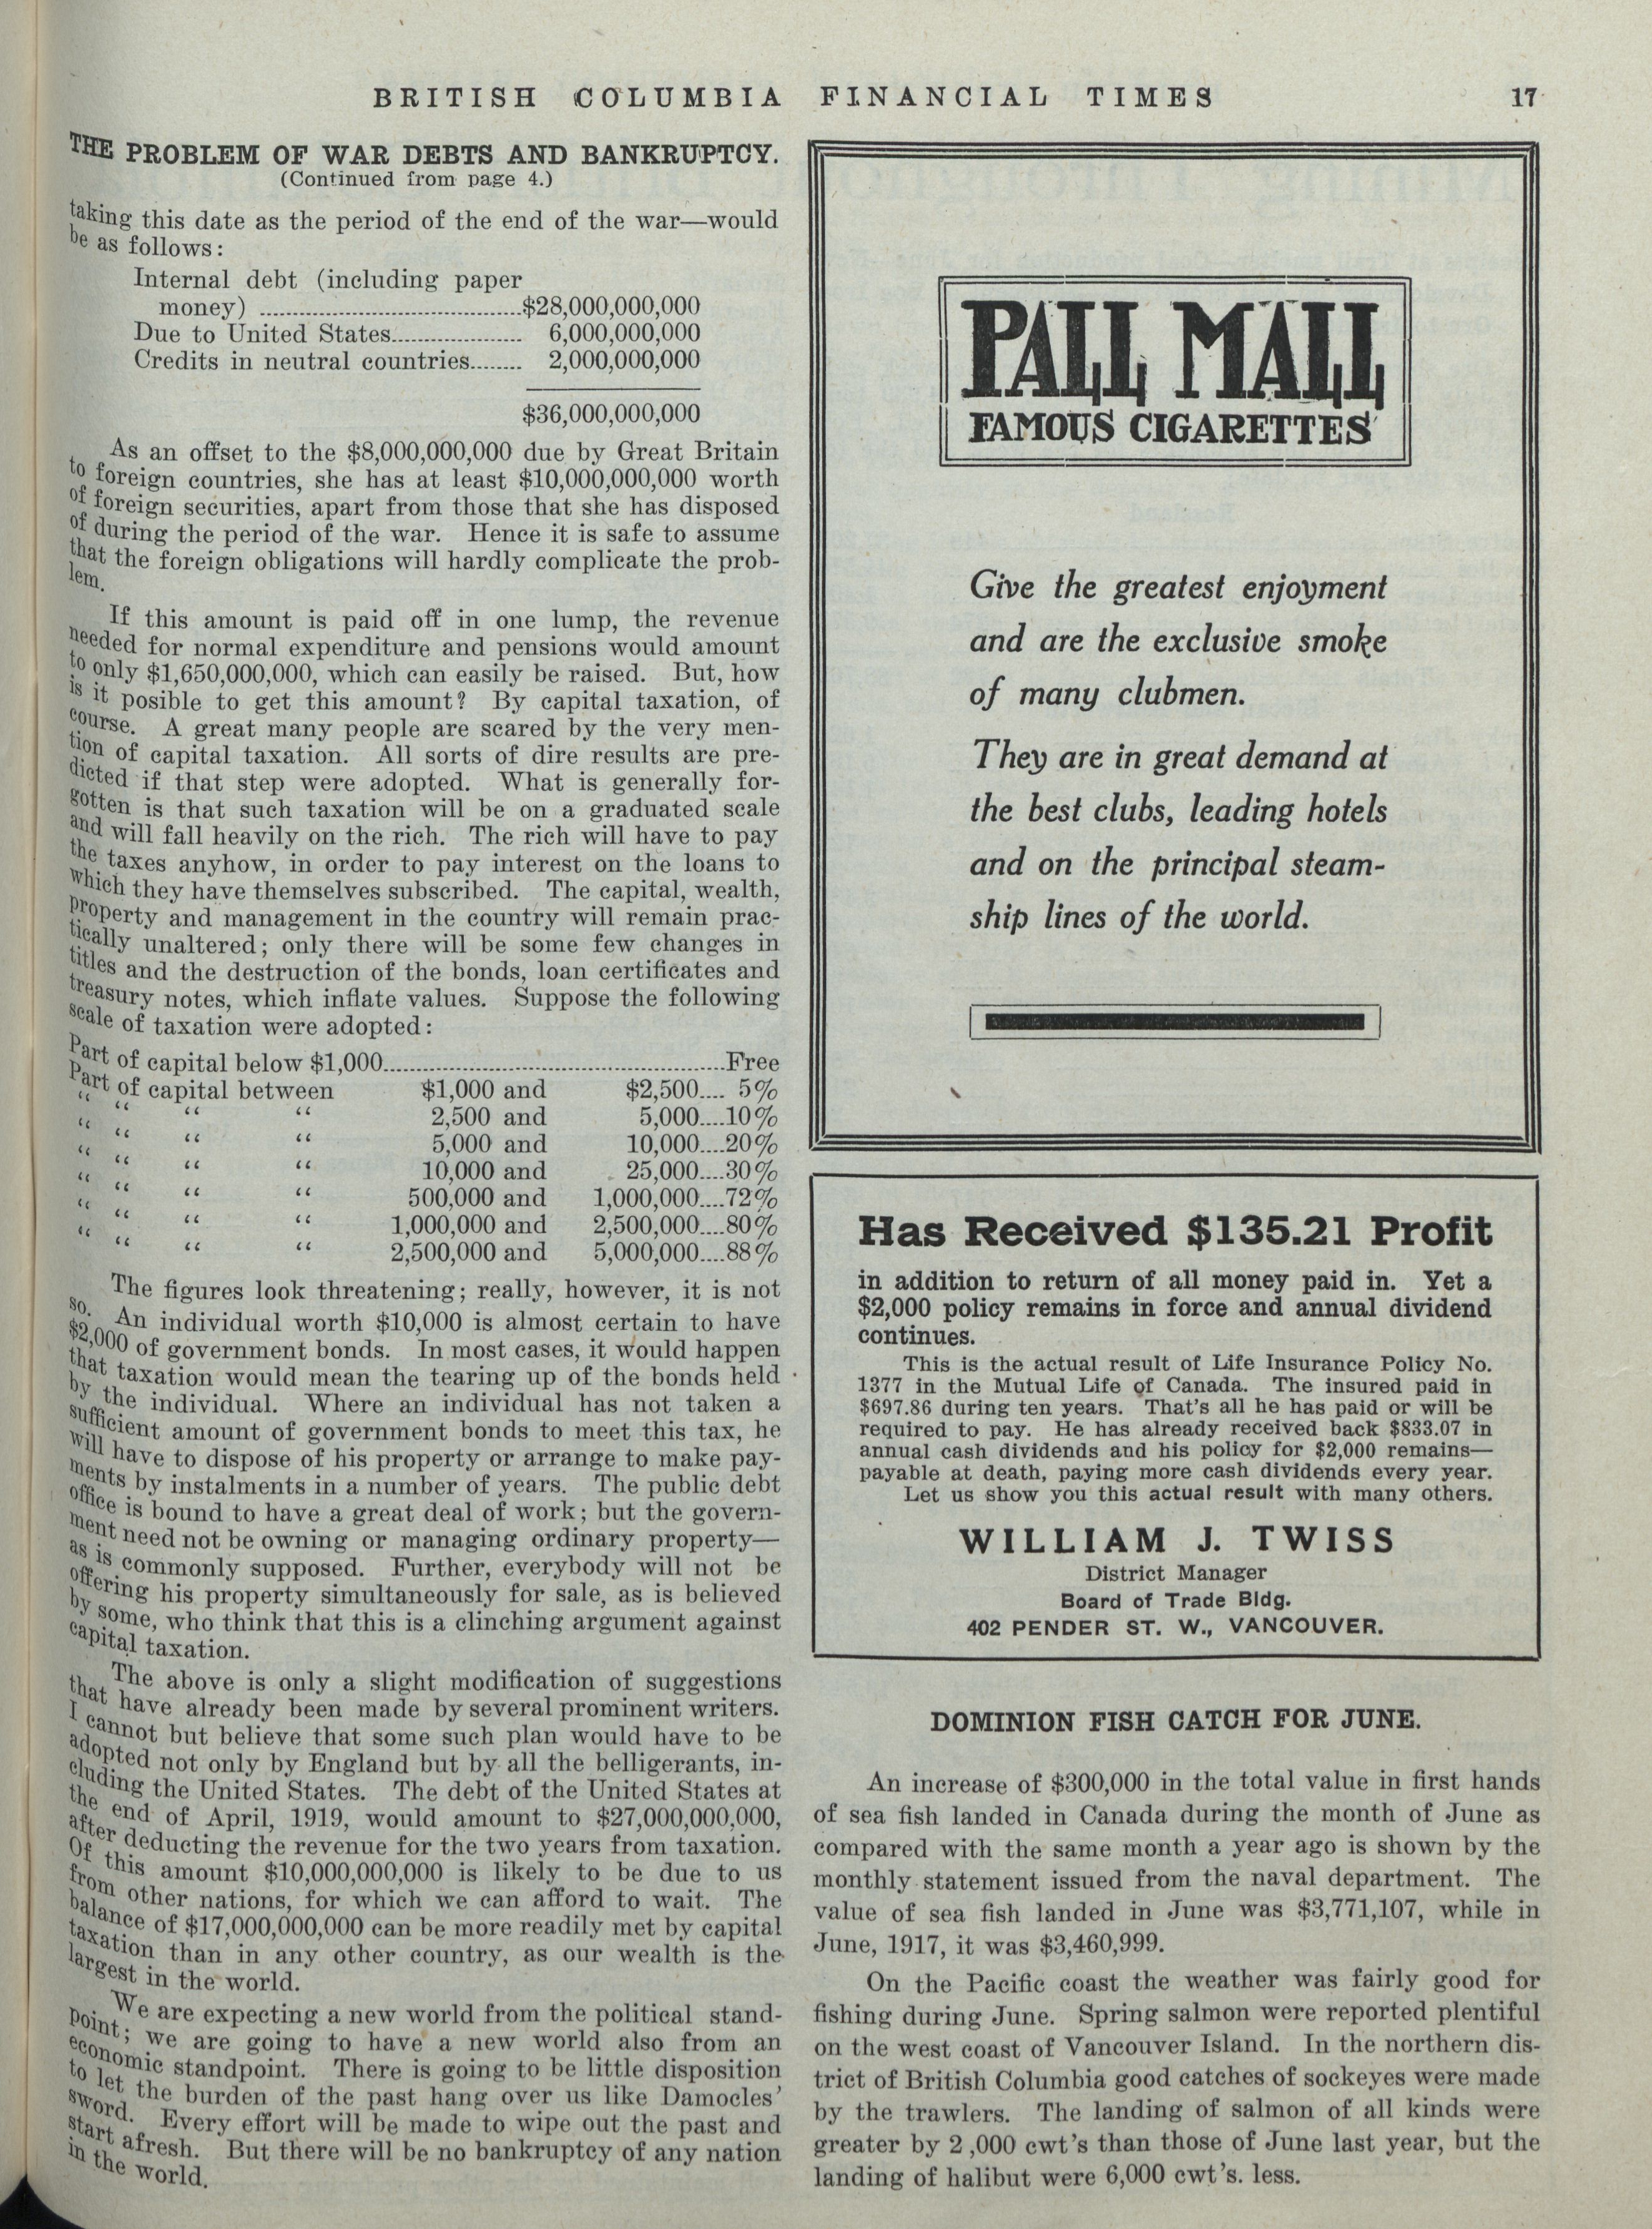 BRITISH COLUMBIA FINANCIAL TIMES 17
THE PROBLEM OF WAR DEBTS AND BANKRUPTCY.
(Continued from page 4.)
taking this date as the period of the end of the war—would
be as follows:
Internal debt (including paper
money) ........................................$28,000,000,000
Due to United States...................... 6,000,000,000
Credits in neutral countries........ 2,000,000,000
$36,000,000,000
As an offset to the $8,000,000,000 due by Great Britain
to foreign countries, she has at least $10,000,000,000 worth
of foreign securities, apart from those that she has disposed
of during the period of the war. Hence it is safe to assume
that the foreign obligations will hardly complicate the prob-
lem.
If this amount is paid off in one lump, the revenue
needed for normal expenditure and pensions would amount
to only $1,650,000,000, which can easily be raised. But, how
is it posible to get this amount? By capital taxation, of
course. A great many people are scared by the very men-
tion of capital taxation. All sorts of dire results are pre-
dicted if that step were adopted. What is generally for-
gotten is that such taxation will be on a graduated scale
and will fall heavily on the rich. The rich will have to pay
the taxes anyhow, in order to pay interest on the loans to
which they have themselves subscribed. The capital, wealth,
property and management in the country will remain prac-
tically unaltered; only there will be some few changes in
titles and the destruction of the bonds, loan certificates and
treasury notes, which inflate values. Suppose the following
scale of taxation were adopted:
Part of capital below $1,000......................................................Free
Part of capital between $1,000 and $2,500.... 5%
“ “ “ “ 2,500 and 5,000....10%
“ “ “ “ 5,000 and 10,000....20%
“ “ “ “ 10,000 and 25,000....30%
“ “ “ “ 500,000 and 1,000,000....72%
“ “ “ “ 1,000,000 and 2,500,000....80%
“ “ “ “ 2,500,000 and 5,000,000....88%
The figures look threatening; really, however, it is not
so. An individual worth $10,000 is almost certain to have
$2,000 of government bonds. In most cases, it would happen
that taxation would mean the tearing up of the bonds held
by the individual. Where an individual has not taken a
sufficient amount of government bonds to meet this tax, he
will have to dispose of his property or arrange to make pay-
ments by instalments in a number of years. The public debt
office is bound to have a great deal of work; but the govern-
ment need not be owning or managing ordinary property—
as is commonly supposed. Further, everybody will not be
offering his property simultaneously for sale, as is believed
by some, who think that this is a clinching argument against
capital taxation.
The above is only a slight modification of suggestions
that have already been made by several prominent writers.
I cannot but believe that some such plan would have to be
adopted not only by England but by all the belligerants, in-
cluding the United States. The debt of the United States at
the end of April, 1919, would amount to $27,000,000,000,
after deducting the revenue for the two years from taxation.
Of this amount $10,000,000,000 is likely to be due to us
from other nations, for which we can afford to wait. The
balance of $17,000,000,000 can be more readily met by capital
taxation than in any other country, as our wealth is the
largest in the world.
We are expecting a new world from the political stand-
point; we are going to have a new world also from an
economic standpoint. There is going to be little disposition
to let the burden of the past hang over us like Damocles’
sword. Every effort will be made to wipe out the past and
start afresh. But there will be no bankruptcy of any nation
in the world.
PALL MALL
FAMOUS CIGARETTES
Give the greatest enjoyment
and are the exclusive smoke
of many clubmen.
They are in great demand at
the best clubs, leading hotels
and on the principal steam-
ship lines of the world.
Has Received $135.21 Profit
in addition to return of all money paid in. Yet a
$2,000 policy remains in force and annual dividend
continues.
This is the actual result of Life Insurance Policy No.
1377 in the Mutual Life of Canada. The insured paid in
$697.86 during ten years. That's all he has paid or will be
required to pay. He has already received back $833.07 in
annual cash dividends and his policy for $2,000 remains—
payable at death, paying more cash dividends every year.
Let us show you this actual result with many others.
WILLIAM J. TWISS
District Manager
Board of Trade Bldg.
402 PENDER ST. W., VANCOUVER.
DOMINION FISH CATCH FOR JUNE.
An increase of $300,000 in the total value in first hands
of sea fish landed in Canada during the month of June as
compared with the same month a year ago is shown by the
monthly statement issued from the naval department. The
value of sea fish landed in June was $3,771,107, while in
June, 1917, it was $3,460,999.
On the Pacific coast the weather was fairly good for
fishing during June. Spring salmon were reported plentiful
on the west coast of Vancouver Island. In the northern dis-
trict of British Columbia good catches of sockeyes were made
by the trawlers. The landing of salmon of all kinds were
greater by 2 ,000 cwt's than those of June last year, but the
landing of halibut were 6,000 cwt's. less.